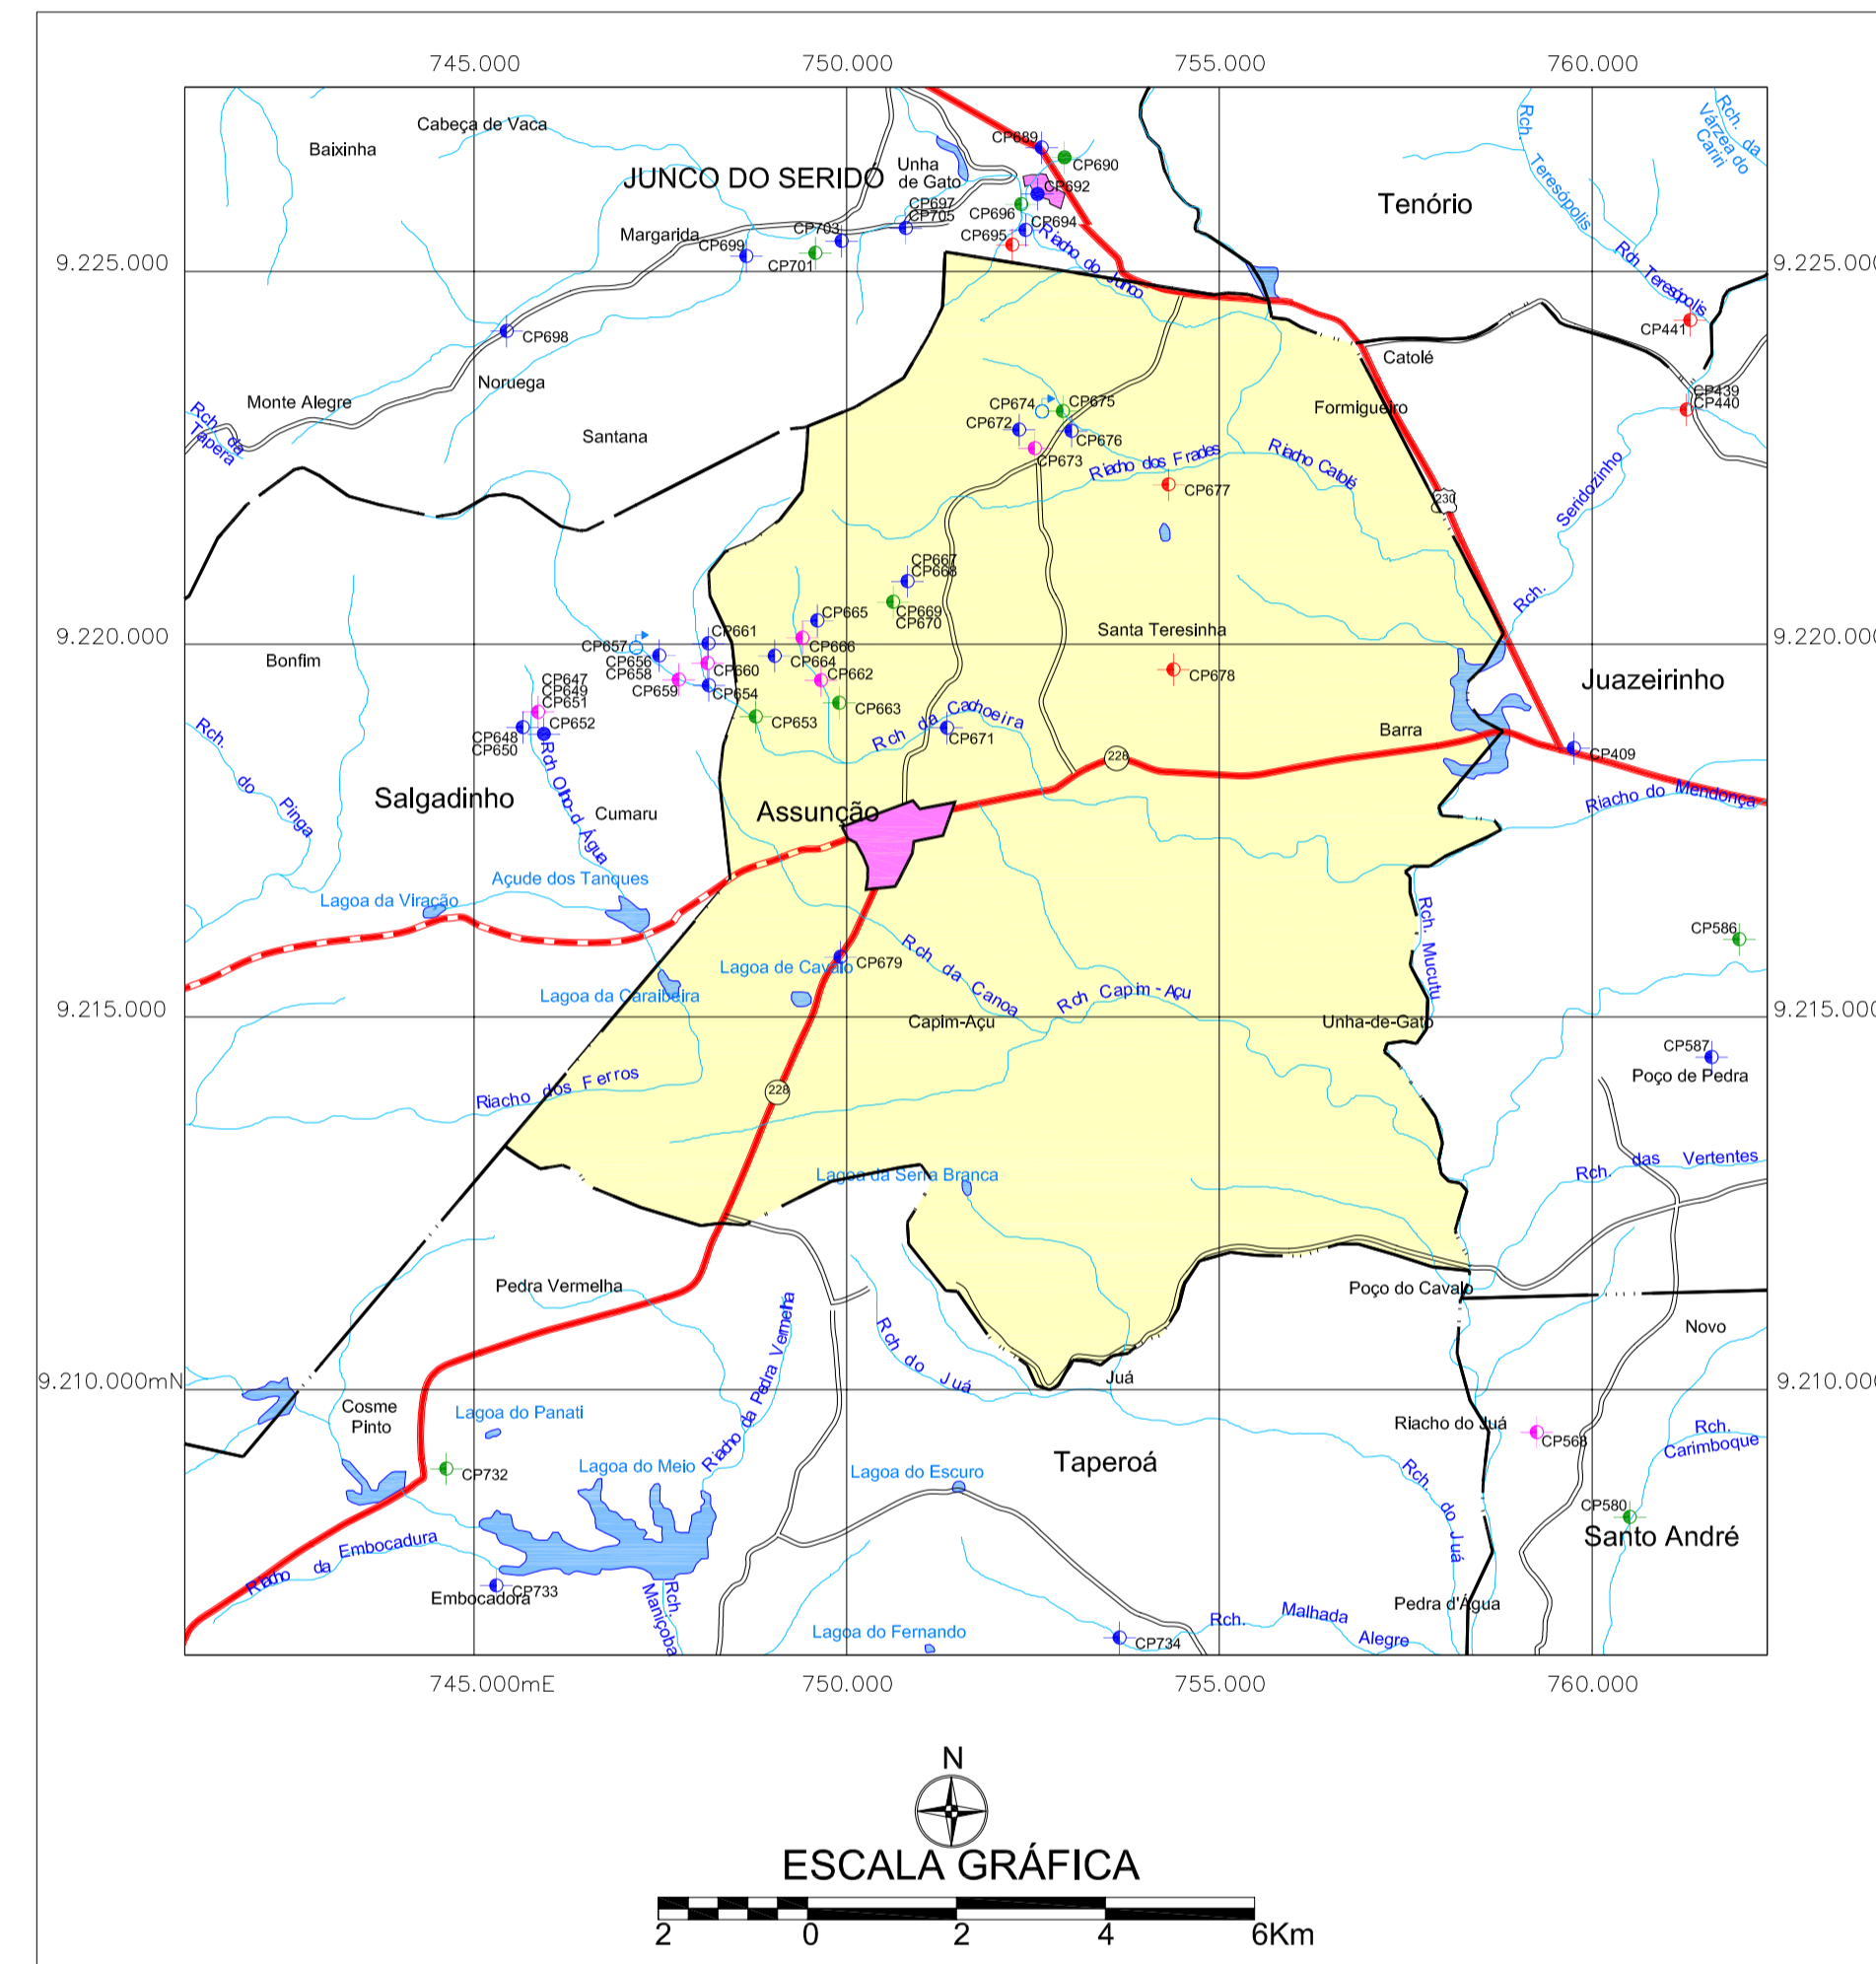 745.000
750.000
755.000
760.000
Cabeça de Vaca
Baixinha
JUNCO DO SERIDÓ
Unha
de Gato
CP689
CP690
CP692
CP697
CP705
CP696
CP694
CP695
CP703
Margarida
CP699
CP701
Riacho do Junco
Tenório
Rch. Teresópolis
Rch. da
Várzea do
Cariri
Rch Teresópolis
9.225.000
9.225.000
CP698
CP441
Noruega
Monte Alegre
Rch. da
Tapera
Santana
Catolé
CP439
CP440
Formigueiro
CP674
CP675
CP672
CP676
CP673
Riacho dos Frades
Riacho Catolé
CP677
230
Rch. Seridozinho
CP667
CP668
CP669
CP670
CP665
CP666
CP664
CP661
CP657
CP656
CP658
CP660
CP659
CP654
CP662
CP663
CP653
9.220.000
9.220.000
Bonfim
Santa Teresinha
CP678
Juazeirinho
CP647
CP649
CP651
CP652
CP648
CP650
Rch. do Pinga
Rch Olho-d Água
Rch da Cachoeira
CP671
Barra
CP409
228
Riacho do Mendonça
Salgadinho
Cumaru
Assunção
Açude dos Tanques
Lagoa da Viração
Rch. Mucutu
CP586
CP679
Lagoa de Cavalo
Rch da Canoa
Lagoa da Caraibeira
Rch Capim-Açu
9.215.000
9.215.000
Capim-Açu
Unha-de-Gato
CP587
Poço de Pedra
Riacho dos Ferros
228
Rch. das Vertentes
Lagoa da Serra Branca
Pedra Vermelha
Poço do Cavalo
Riacho da Pedra Vermelha
Rch do Juá
Novo
Juá
9.210.000mN
9.210.000
Cosme
Pinto
Lagoa do Panati
Riacho do Juá
CP568
Rch.
Carimboque
CP732
Lagoa do Meio
Lagoa do Escuro
Taperoá
Rch. do Juá
CP580
Santo André
Riacho da Embocadura
CP733
Embocadora
Rch.
Maniçoba
Lagoa do Fernando
CP734
Rch. Malhada Alegre
Pedra d'Água
745.000mE
750.000
755.000
760.000
N
ESCALA GRÁFICA
2 0 2 4 6Km